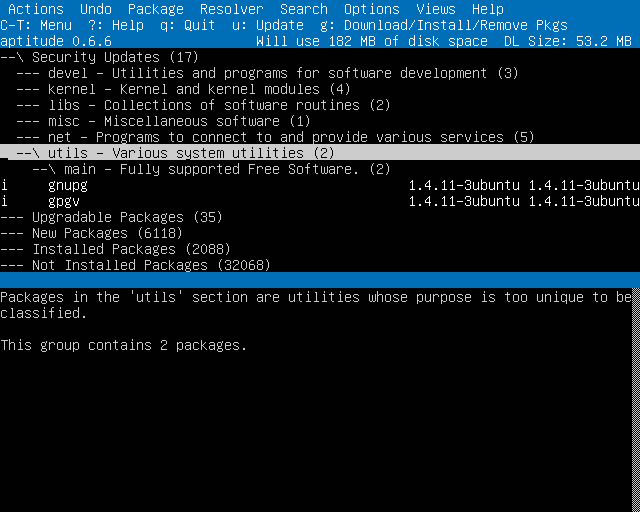 Actions  Undo  Package  Resolver  Search  Options  Views  Help
C-T: Menu  ?: Help  q: Quit  u: Update  g: Download/Install/Remove Pkgs
aptitude 0.6.6                  Will use 182 MB of disk space  DL Size: 53.2 MB
--\ Security Updates (17)
  --- devel - Utilities and programs for software development (3)
  --- kernel - Kernel and kernel modules (4)
  --- libs - Collections of software routines (2)
  --- misc - Miscellaneous software (1)
  --- net - Programs to connect to and provide various services (5)
  --\ utils - Various system utilities (2)
    --\ main - Fully supported Free Software. (2)
i     gnupg                                        1.4.11-3ubuntu 1.4.11-3ubuntu
i     gpgv                                         1.4.11-3ubuntu 1.4.11-3ubuntu
--- Upgradable Packages (35)
--- New Packages (6118)
--- Installed Packages (2088)
--- Not Installed Packages (32068)
Packages in the 'utils' section are utilities whose purpose is too unique to be
classified.
This group contains 2 packages.